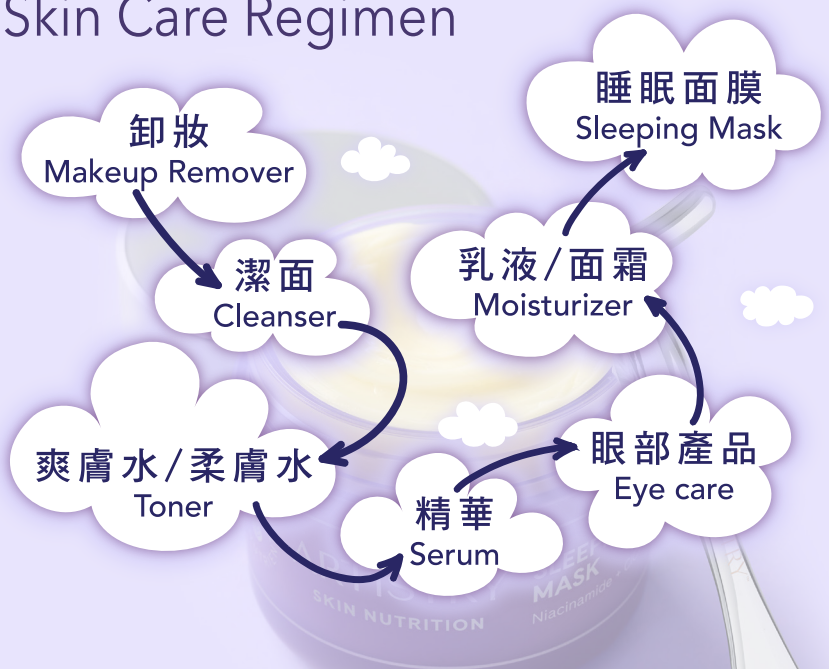 Skin Care Regimen
卸妝
Makeup Remover
潔面
Cleanser
爽膚水/柔膚水
Toner
精華
Serum
眼部產品
Eye care
乳液/面霜
Moisturizer
睡眠面膜
Sleeping Mask
MASK
SKIN NUTRITION
Niacinamide